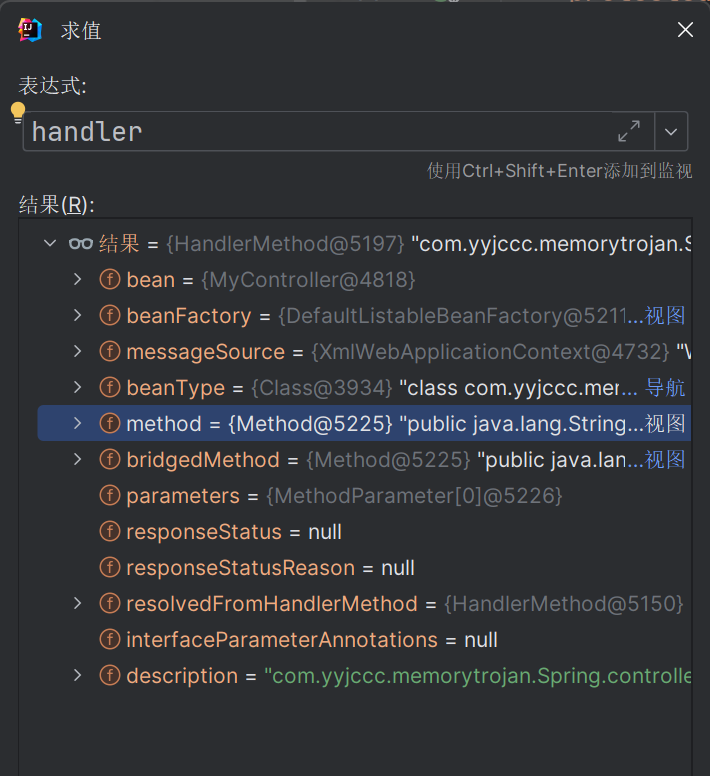 求值
表达式:
handler
使用Ctrl+Shift+Enter添加到监视
结果(R):
结果 = {HandlerMethod@5197} "com.yyjccc.memorytrojan.S
f bean = {MyController@4818}
f beanFactory = {DefaultListableBeanFactory@5211...视图
f messageSource = {XmlWebApplicationContext@4732} "W
f beanType = {Class@3934} "class com.yyjccc.mer... 导航
f method = {Method@5225} "public java.lang.String...视图
f bridgedMethod = {Method@5225} "public java.lan...视图
f parameters = {MethodParameter[0]@5226}
f responseStatus = null
f responseStatusReason = null
f resolvedFromHandlerMethod = {HandlerMethod@5150}
f interfaceParameterAnnotations = null
f description = "com.yyjccc.memorytrojan.Spring.controlle